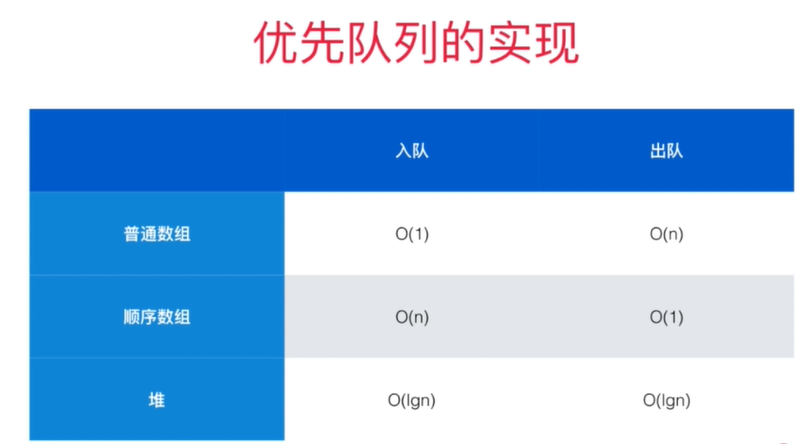 优先队列的实现
入队 出队
普通数组 O(1) O(n)
顺序数组 O(n) O(1)
堆 O(lgn) O(lgn)